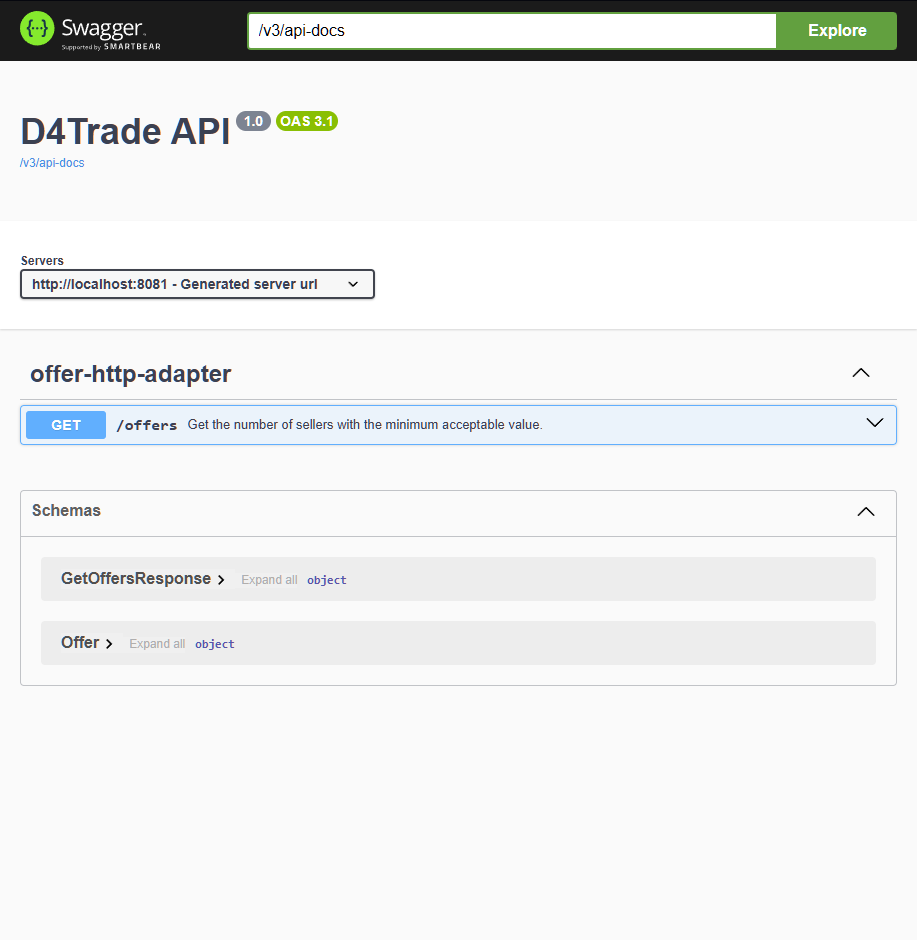 {···} Swagger
Supported by SMARTBEAR
/v3/api-docs
Explore
D4Trade API 1.0 OAS 3.1
/v3/api-docs
Servers
http://localhost:8081 - Generated server url
offer-http-adapter
GET /offers Get the number of sellers with the minimum acceptable value.
Schemas
GetOffersResponse Expand all object
Offer Expand all object